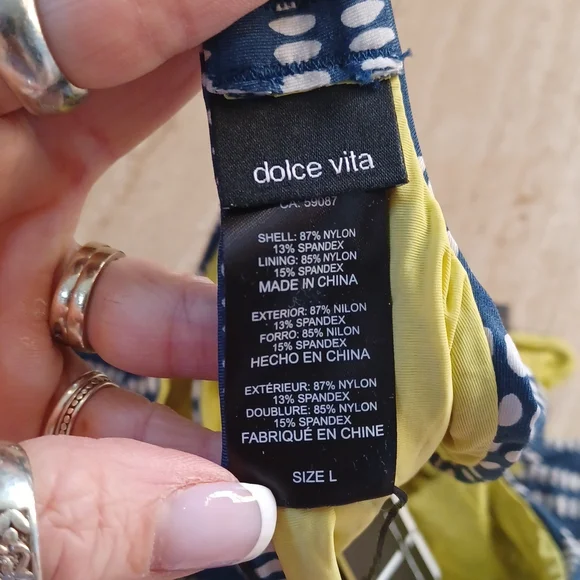 dolce vita
CA: 59087
SHELL: 87% NYLON
13% SPANDEX
LINING: 85% NYLON
15% SPANDEX
MADE IN CHINA
EXTERIOR: 87% NILON
13% SPANDEX
FORRO: 85% NILON
15% SPANDEX
HECHO EN CHINA
EXTÉRIEUR: 87% NYLON
13% SPANDEX
DOUBLURE: 85% NYLON
15% SPANDEX
FABRIQUÉ EN CHINE
SIZE L